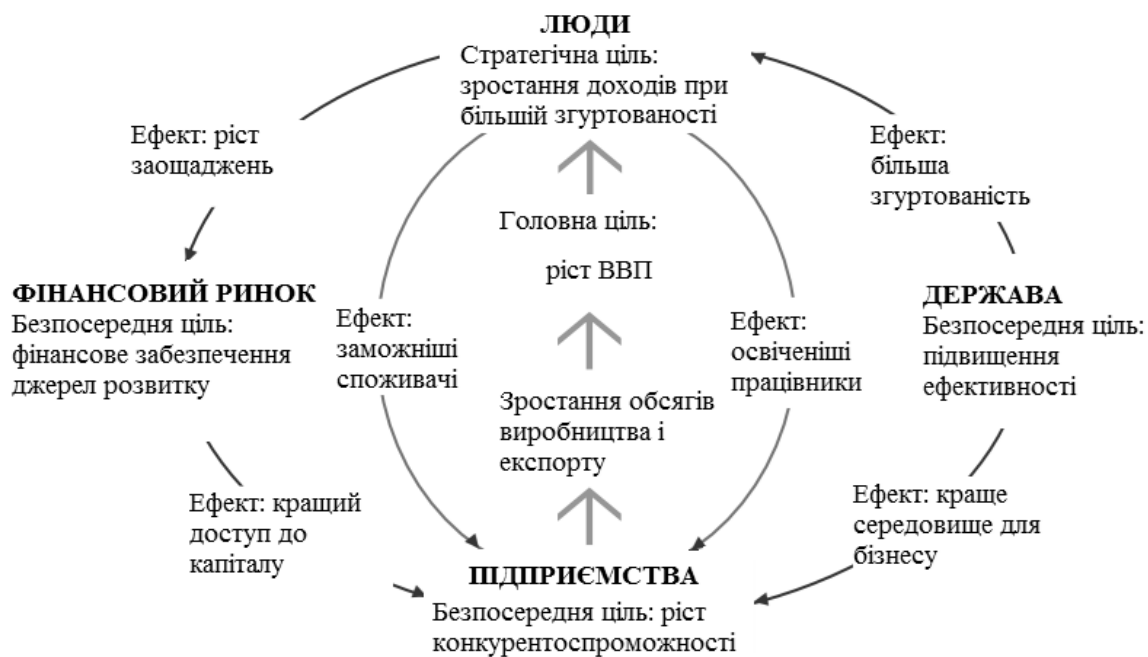 ЛЮДИ
Стратегічна ціль:
зростання доходів при
більшій згуртованості
Ефект: ріст
заощаджень
Ефект:
більша
згуртованість
Головна ціль:
ріст ВВП
ФІНАНСОВИЙ РИНОК
Безпосередня ціль:
фінансове забезпечення
джерел розвитку
Ефект:
заможніші
споживачі
Ефект:
освіченіші
працівники
ДЕРЖАВА
Безпосередня ціль:
підвищення
ефективності
Зростання обсягів
виробництва і
експорту
Ефект: кращий
доступ до
капіталу
Ефект: краще
середовище для
бізнесу
ПІДПРИЄМСТВА
Безпосередня ціль: ріст
конкурентоспроможності